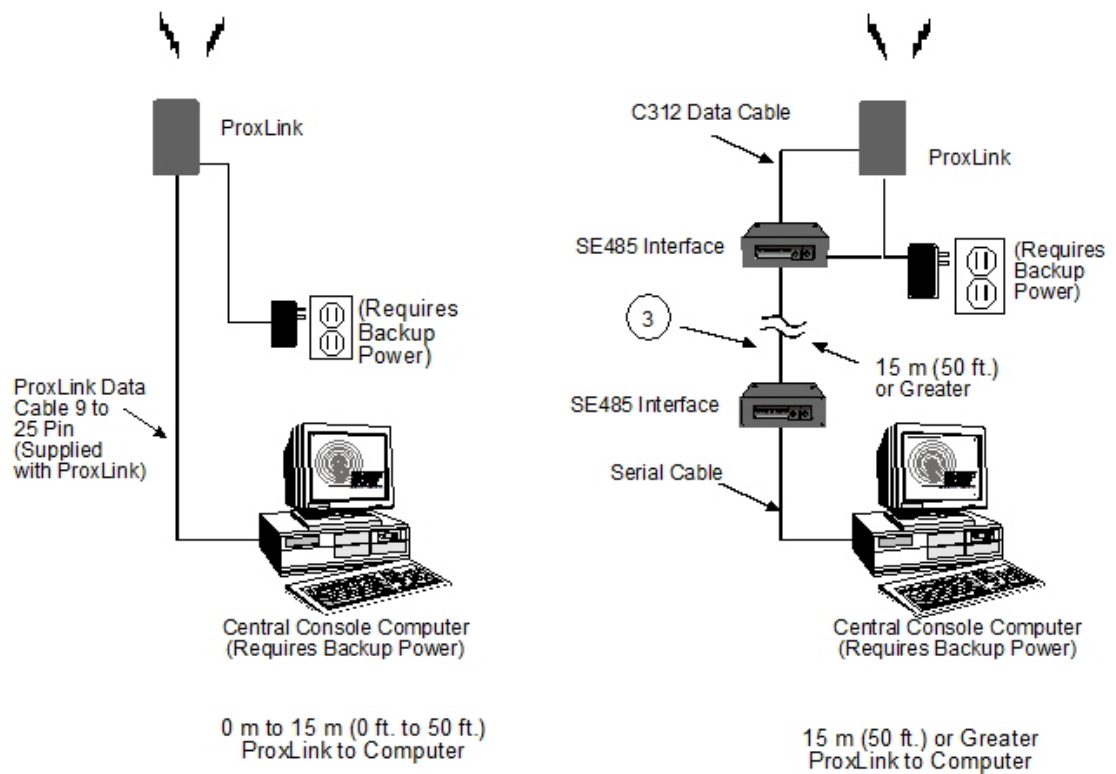 ProxLink
(Requires
Backup
Power)
ProxLink Data
Cable 9 to
25 Pin
(Supplied
with ProxLink)
Central Console Computer
(Requires Backup Power)
0 m to 15 m (0 ft. to 50 ft.)
ProxLink to Computer
C312 Data Cable
ProxLink
SE485 Interface
(Requires
Backup
Power)
3
15 m (50 ft.)
or Greater
SE485 Interface
Serial Cable
Central Console Computer
(Requires Backup Power)
15 m (50 ft.) or Greater
ProxLink to Computer